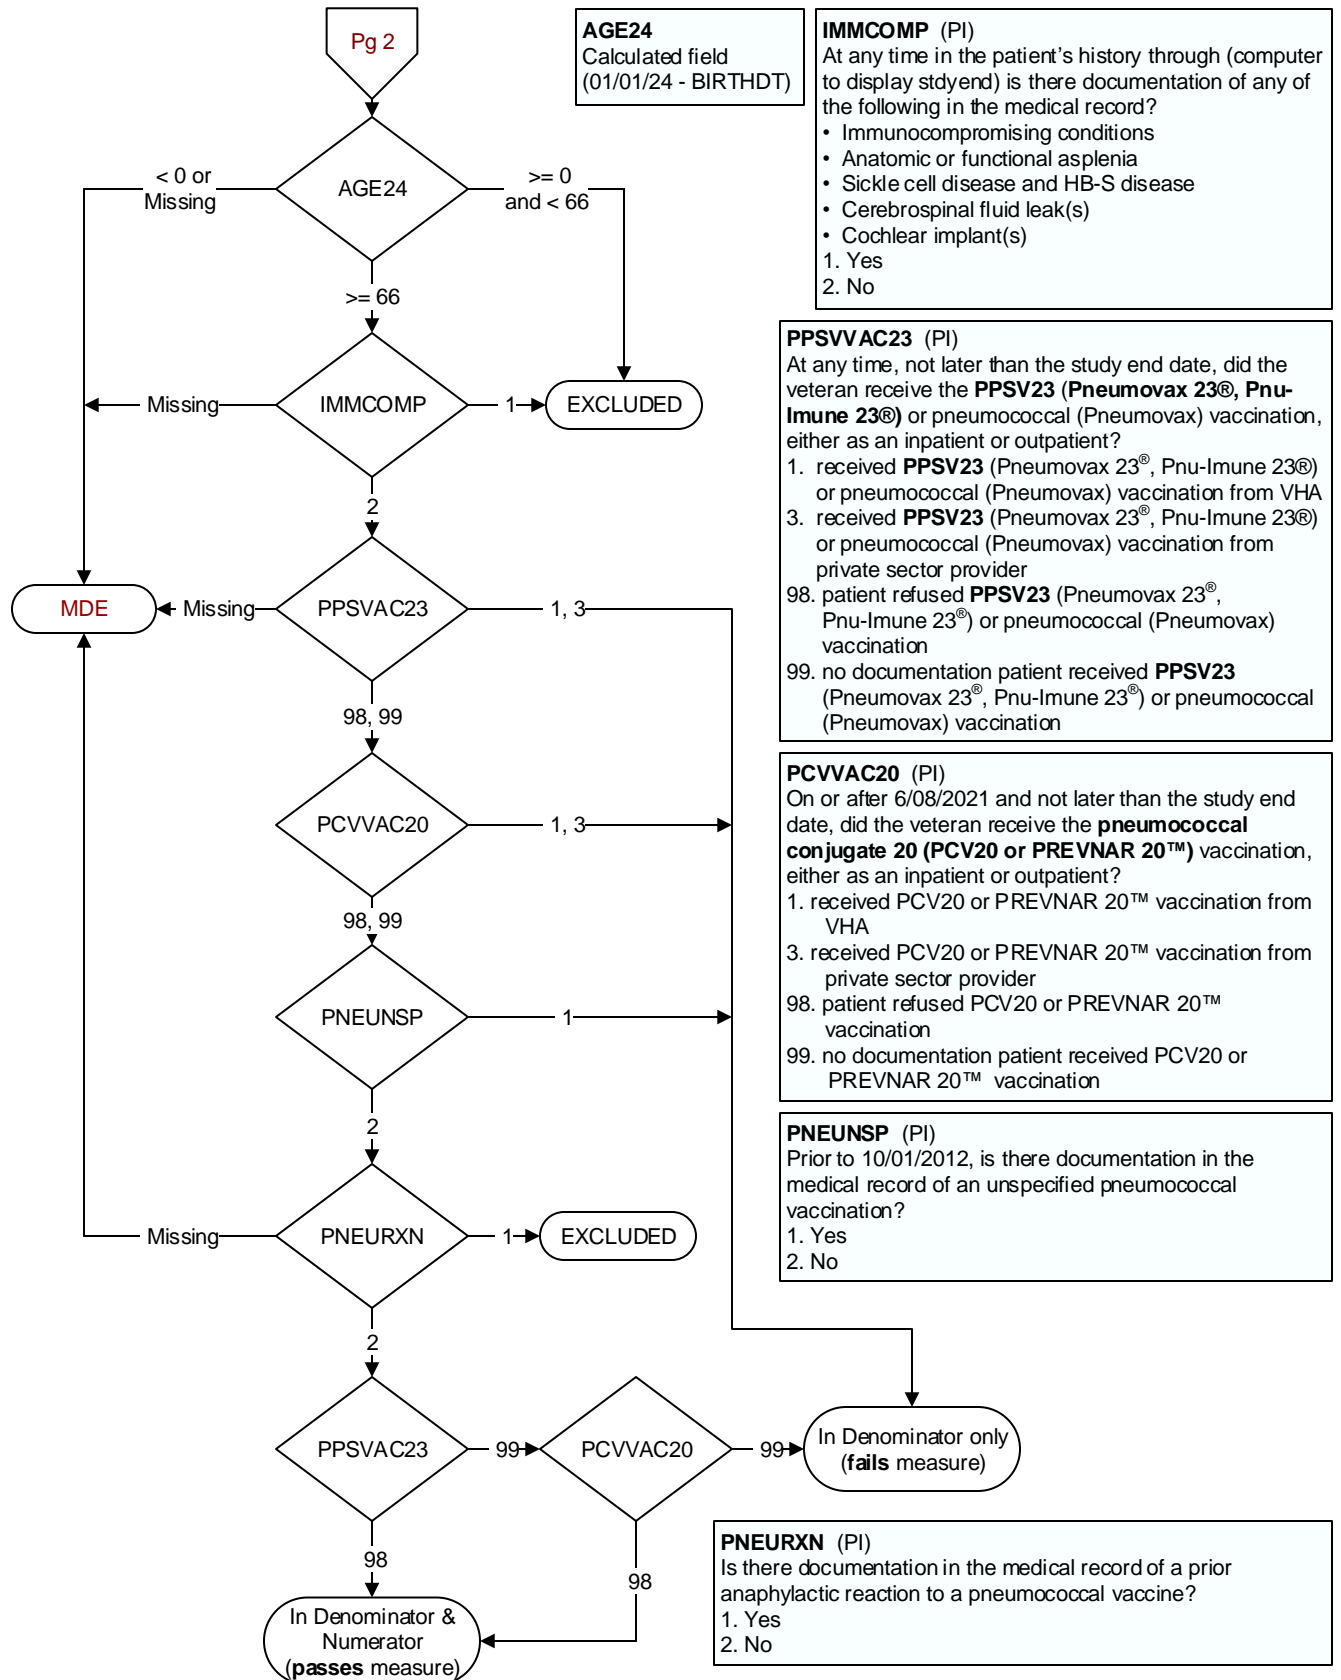 Pg 2
AGE24
Calculated field
(01/01/24 - BIRTHDT)
IMMCOMP (PI)
At any time in the patient's history through (computer
to display stdyend) is there documentation of any of
the following in the medical record?
• Immunocompromising conditions
• Anatomic or functional asplenia
• Sickle cell disease and HB-S disease
• Cerebrospinal fluid leak(s)
• Cochlear implant(s)
1. Yes
2. No
< 0 or
Missing
AGE24
>= 0
and < 66
>= 66
Missing
IMMCOMP
1
EXCLUDED
2
PPSVVAC23 (PI)
At any time, not later than the study end date, did the
veteran receive the PPSV23 (Pneumovax 23®, Pnu-
Imune 23®) or pneumococcal (Pneumovax) vaccination,
either as an inpatient or outpatient?
1. received PPSV23 (Pneumovax 23®, Pnu-Imune 23®)
or pneumococcal (Pneumovax) vaccination from VHA
3. received PPSV23 (Pneumovax 23®, Pnu-Imune 23®)
or pneumococcal (Pneumovax) vaccination from
private sector provider
98. patient refused PPSV23 (Pneumovax 23®,
Pnu-Imune 23®) or pneumococcal (Pneumovax)
vaccination
99. no documentation patient received PPSV23
(Pneumovax 23®, Pnu-Imune 23®) or pneumococcal
(Pneumovax) vaccination
MDE
Missing
PPSVAC23
1, 3
98, 99
PCVVAC20
1, 3
98, 99
PCVVAC20 (PI)
On or after 6/08/2021 and not later than the study end
date, did the veteran receive the pneumococcal
conjugate 20 (PCV20 or PREVNAR 20™) vaccination,
either as an inpatient or outpatient?
1. received PCV20 or PREVNAR 20™ vaccination from
VHA
3. received PCV20 or PREVNAR 20™ vaccination from
private sector provider
98. patient refused PCV20 or PREVNAR 20™
vaccination
99. no documentation patient received PCV20 or
PREVNAR 20™ vaccination
PNEUNSP
1
2
PNEUNSP (PI)
Prior to 10/01/2012, is there documentation in the
medical record of an unspecified pneumococcal
vaccination?
1. Yes
2. No
Missing
PNEURXN
1
EXCLUDED
2
PPSVAC23
99
PCVVAC20
99
In Denominator only
(fails measure)
98
98
In Denominator &
Numerator
(passes measure)
PNEURXN (PI)
Is there documentation in the medical record of a prior
anaphylactic reaction to a pneumococcal vaccine?
1. Yes
2. No